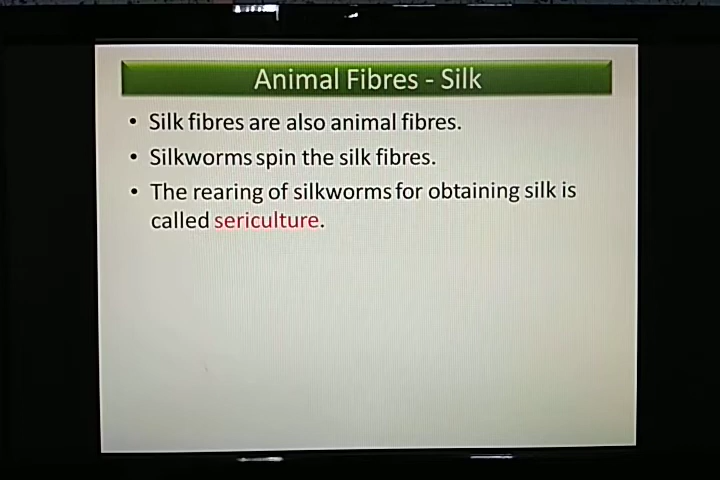 Animal Fibres - Silk
• Silk fibres are also animal fibres.
• Silkworms spin the silk fibres.
• The rearing of silkworms for obtaining silk is
called sericulture.